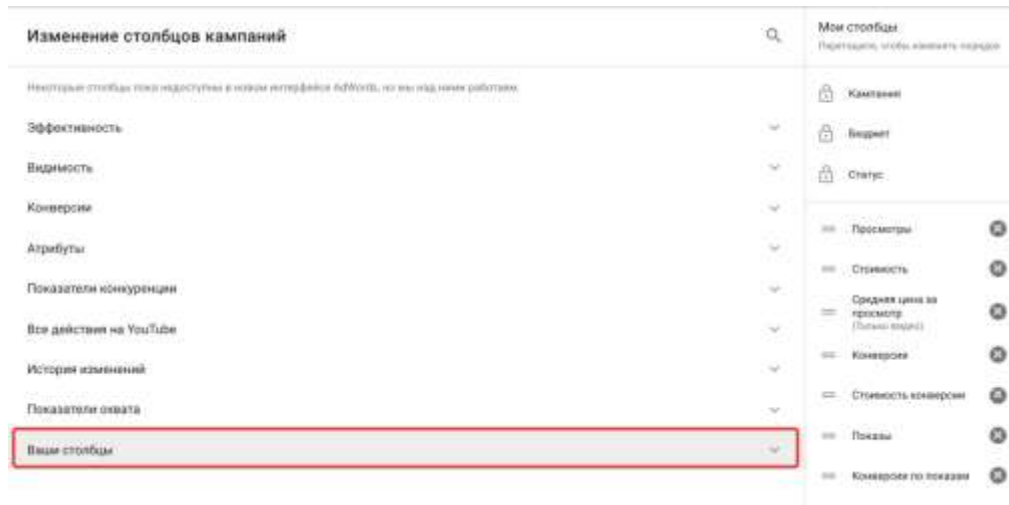 Изменение столбцов кампаний
Некоторые столбцы пока недоступны в новом интерфейсе AdWords, но мы над ними работаем.
Эффективность
Видимость
Конверсии
Атрибуты
Показатели конкуренции
Все действия на YouTube
История изменений
Показатели охвата
Ваши столбцы
Мои столбцы
Перетащите, чтобы изменить порядок
Кампания
Бюджет
Статус
Просмотры
Стоимость
Средняя цена за
просмотр
(Только видео)
Конверсии
Стоимость конверсии
Показы
Конверсии по показам